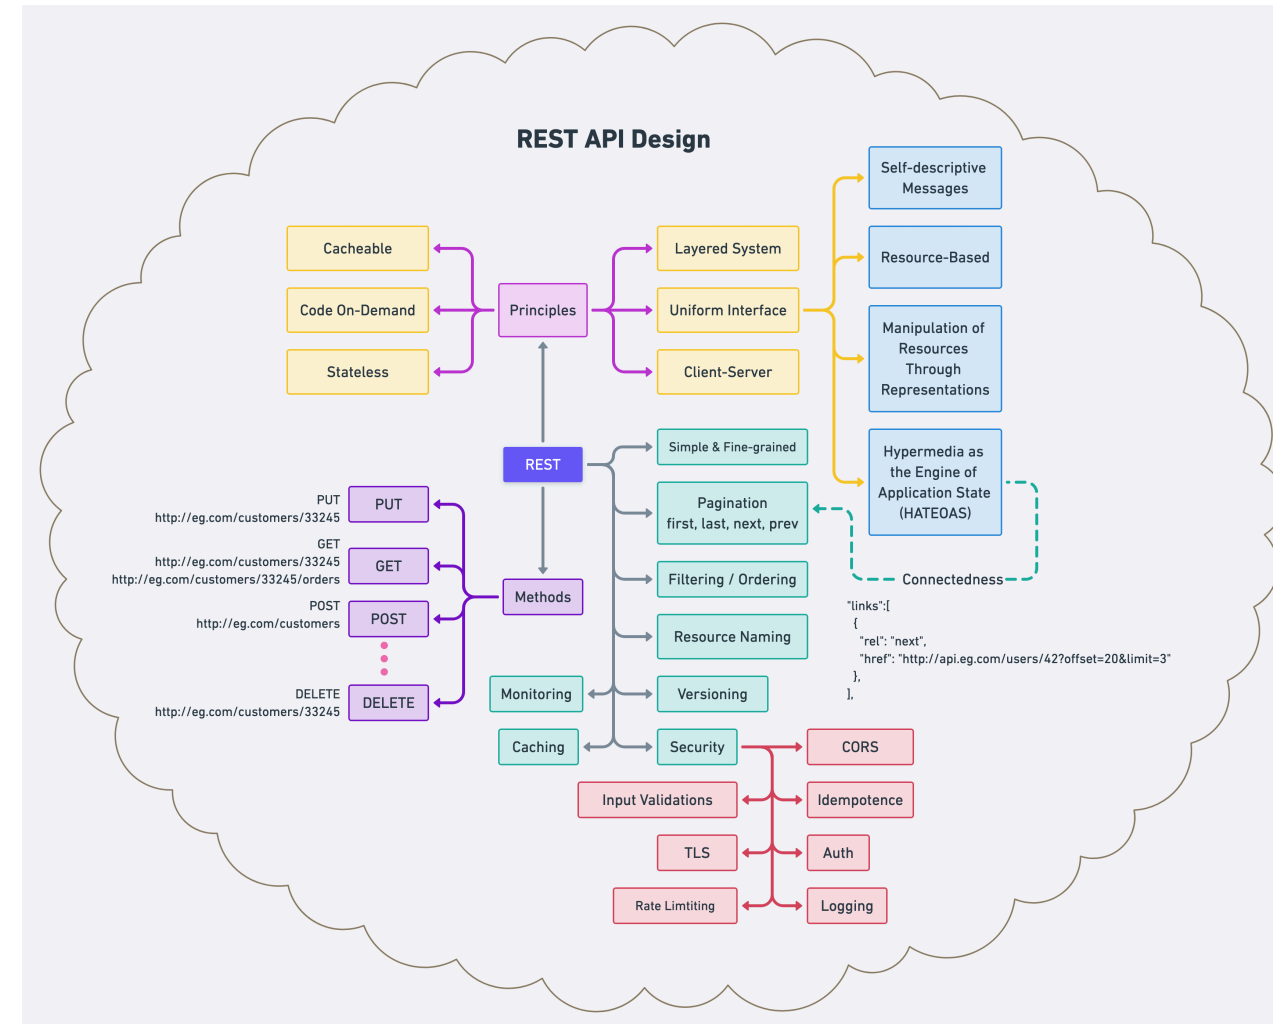 REST API Design
Cacheable
Code On-Demand
Stateless
Principles
Layered System
Uniform Interface
Client-Server
Self-descriptive
Messages
Resource-Based
Manipulation of
Resources
Through
Representations
Hypermedia as
the Engine of
Application State
(HATEOAS)
REST
Simple & Fine-grained
Pagination
first, last, next, prev
Filtering / Ordering
Resource Naming
Connectedness
"links":[
{
"rel": "next",
"href": "http://api.eg.com/users/42?offset=20&limit=3"
},
],
PUT
http://eg.com/customers/33245
PUT
GET
http://eg.com/customers/33245
http://eg.com/customers/33245/orders
GET
POST
http://eg.com/customers
POST
DELETE
http://eg.com/customers/33245
DELETE
Methods
Monitoring
Versioning
Caching
Security
CORS
Input Validations
Idempotence
TLS
Auth
Rate Limtiting
Logging